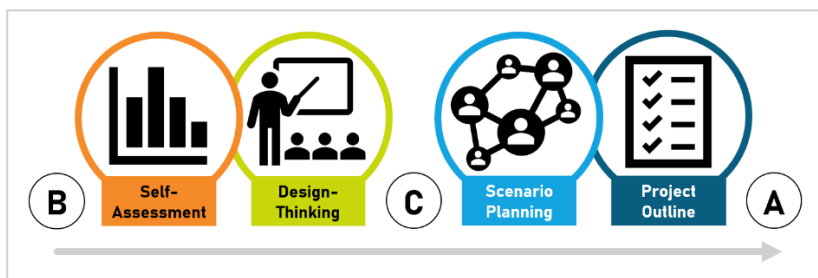 B
Self-
Assessment
Design-
Thinking
C
Scenario
Planning
Project
Outline
A